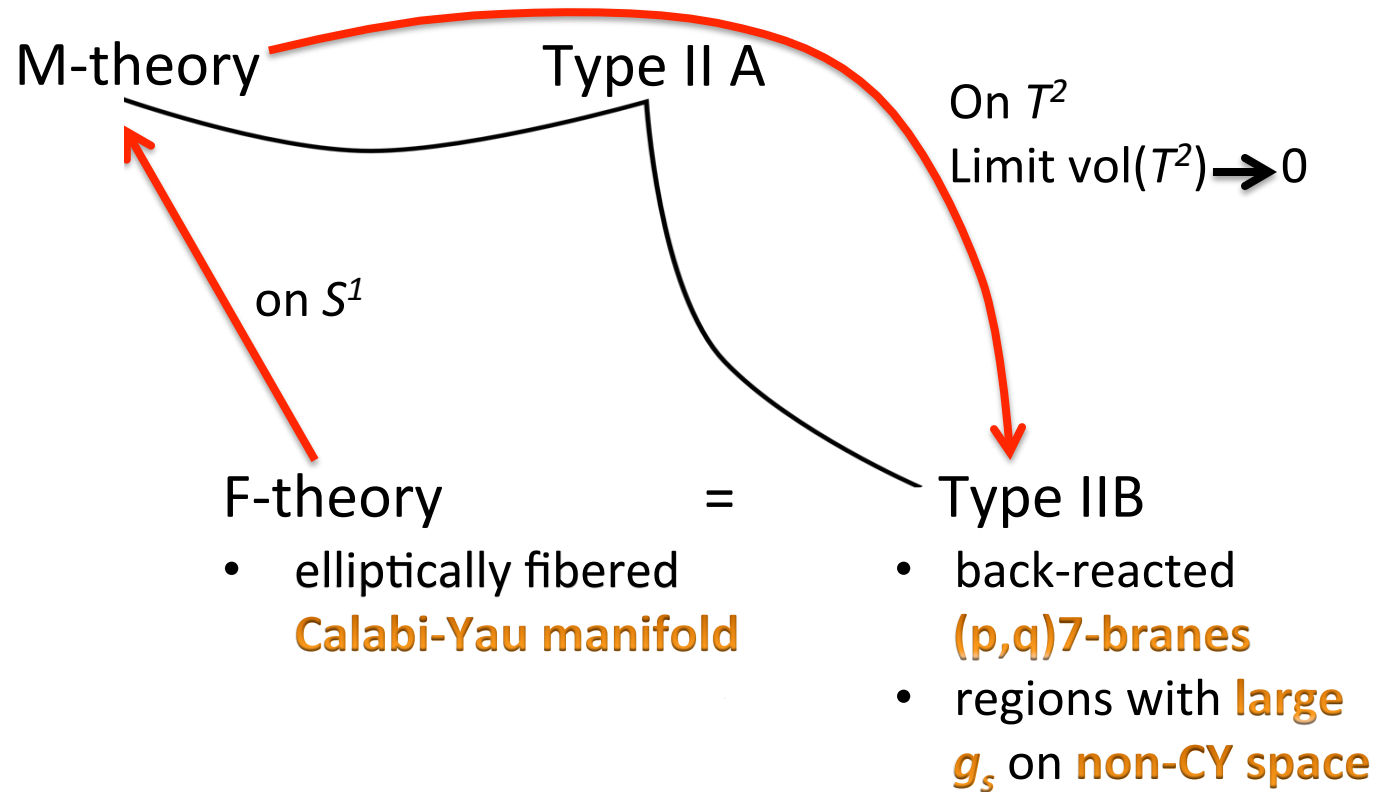 M-theory
Type II A
On T²
Limit vol(T²)→0
on S¹
F-theory = Type IIB
• elliptically fibered
Calabi-Yau manifold
• back-reacted
(p,q)7-branes
• regions with large
gₛ on non-CY space